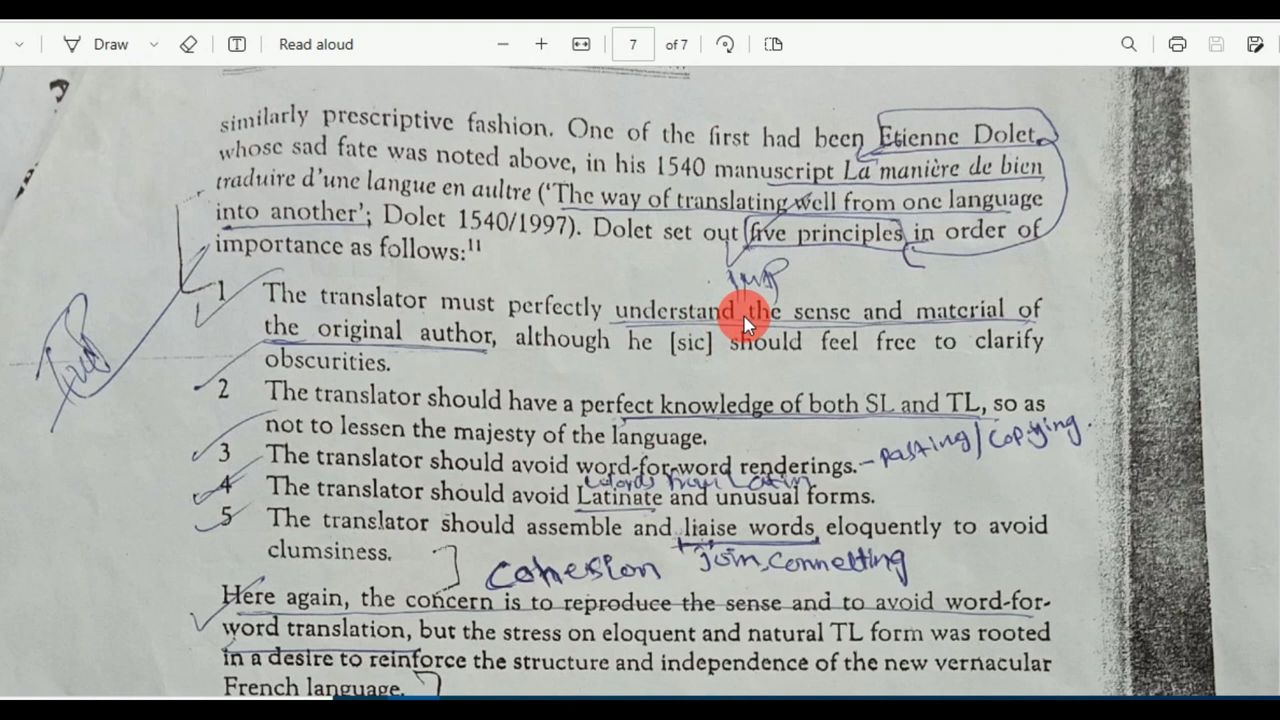 Draw
Read aloud
7
of 7
similarly prescriptive fashion. One of the first had been Etienne Dolet,
whose sad fate was noted above, in his 1540 manuscript La manière de bien
traduire d'une langue en aultre ('The way of translating well from one language
into another'; Dolet 1540/1997). Dolet set out five principles in order of
importance as follows:¹¹
IMP
1 The translator must perfectly understand the sense and material of
the original author, although he [sic] should feel free to clarify
obscurities.
2 The translator should have a perfect knowledge of both SL and TL, so as
not to lessen the majesty of the language.
3 The translator should avoid word-for-word renderings. – Pasting/Copying.
words from Latin
4 The translator should avoid Latinate and unusual forms.
5 The translator should assemble and liaise words eloquently to avoid
clumsiness.
Cohesion
join, connecting
Here again, the concern is to reproduce the sense and to avoid word-for-
word translation, but the stress on eloquent and natural TL form was rooted
in a desire to reinforce the structure and independence of the new vernacular
French language.